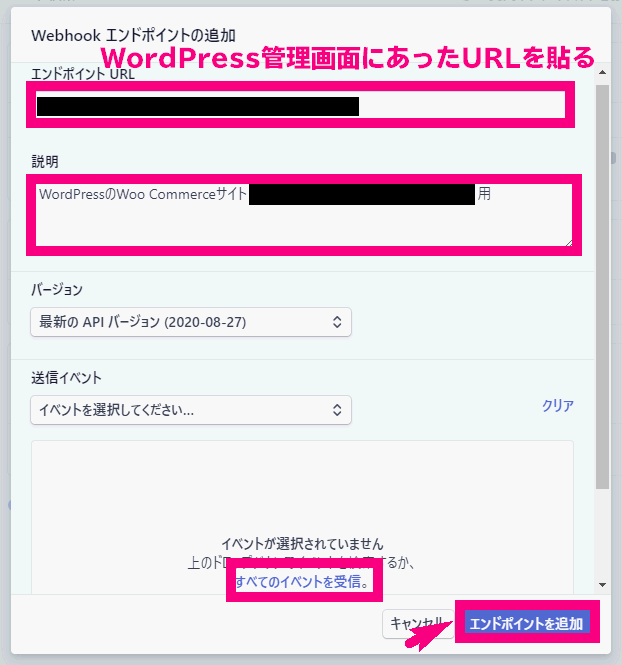 Webhook エンドポイントの追加
WordPress管理画面にあったURLを貼る
エンドポイント URL
説明
WordPressのWoo Commerceサイト
用
バージョン
最新の API バージョン (2020-08-27)
送信イベント
イベントを選択してください...
クリア
イベントが選択されていません
上のドロップダウン
するか、
すべてのイベントを受信。
キャンセル
エンドポイントを追加